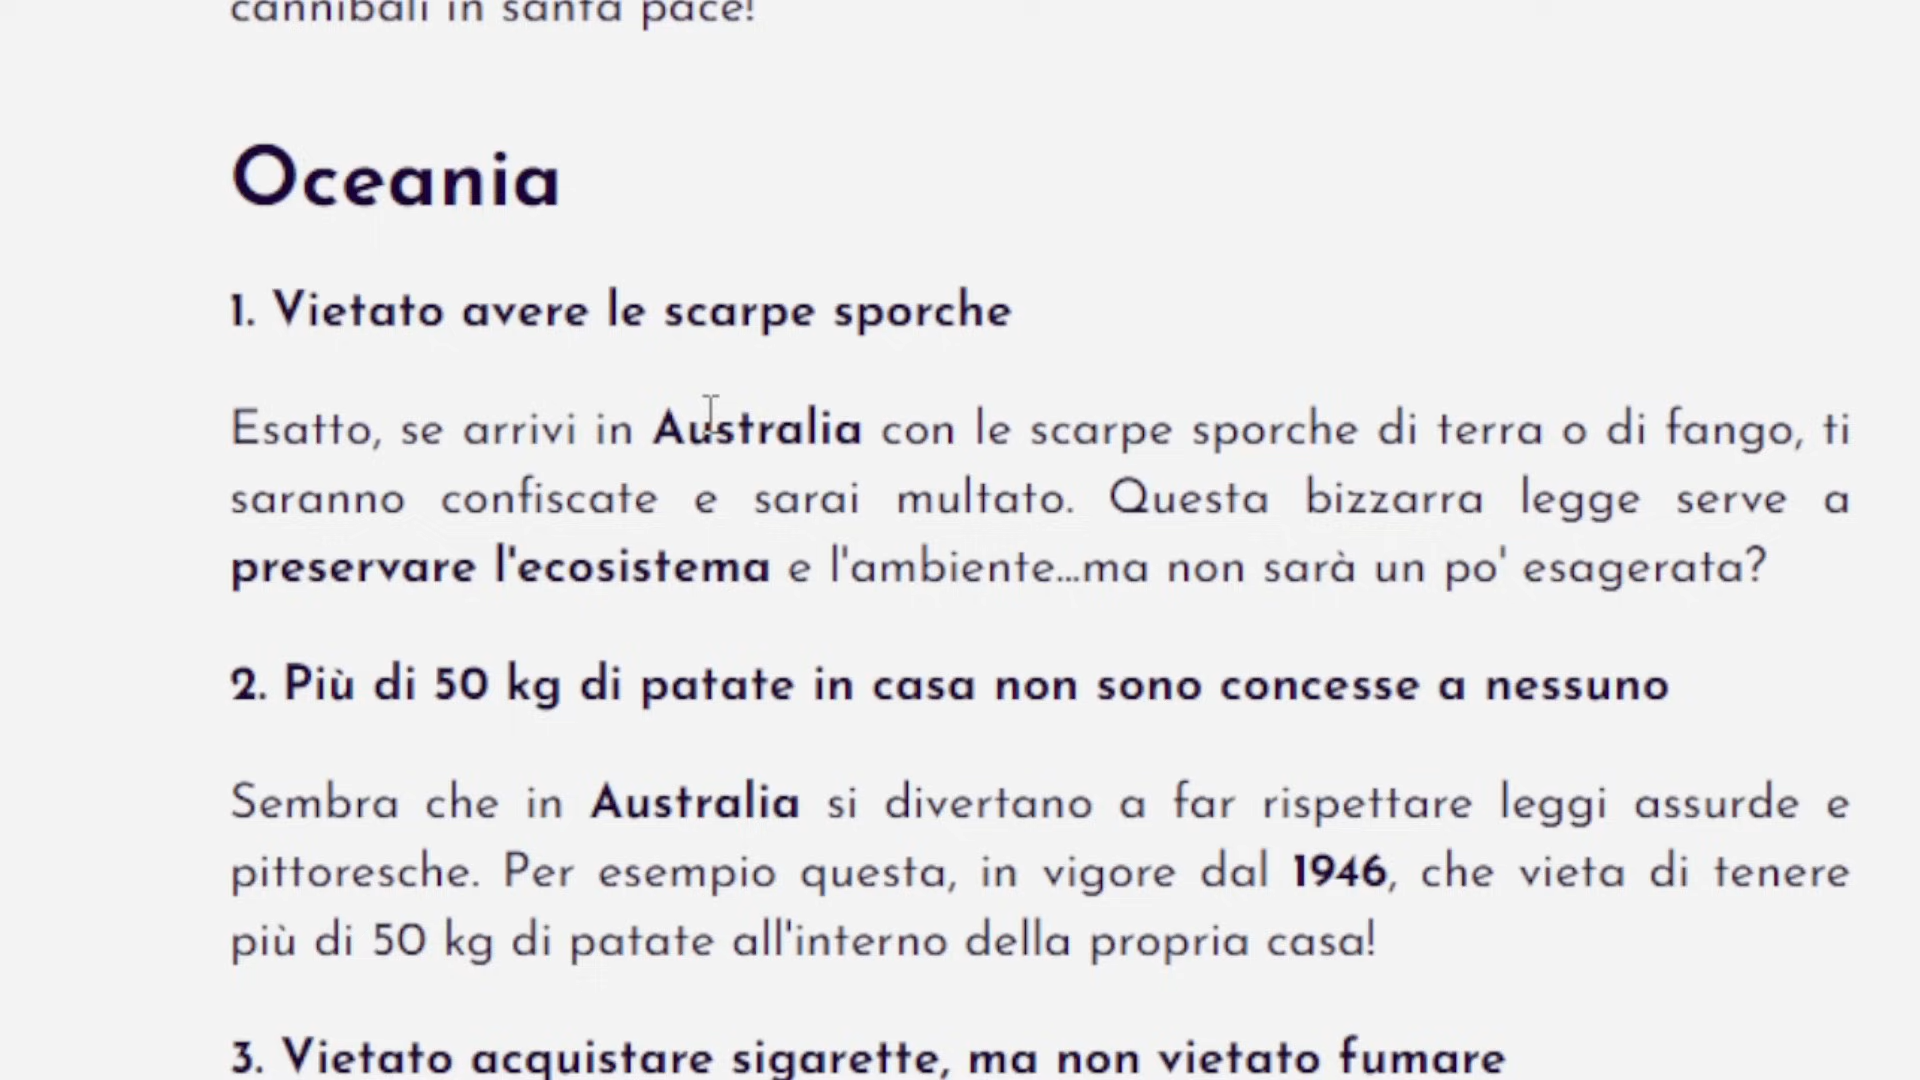 cannibali in santa pace!
Oceania
1. Vietato avere le scarpe sporche
Esatto, se arrivi in Australia con le scarpe sporche di terra o di fango, ti
saranno confiscate e sarai multato. Questa bizzarra legge serve a
preservare l'ecosistema e l'ambiente...ma non sarà un po' esagerata?
2. Più di 50 kg di patate in casa non sono concesse a nessuno
Sembra che in Australia si divertano a far rispettare leggi assurde e
pittoresche. Per esempio questa, in vigore dal 1946, che vieta di tenere
più di 50 kg di patate all'interno della propria casa!
3. Vietato acquistare sigarette, ma non vietato fumare